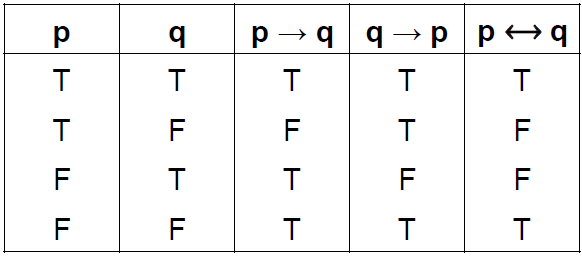 p q p → q q → p p ↔ q
T T T T T
T F F T F
F T T F F
F F T T T